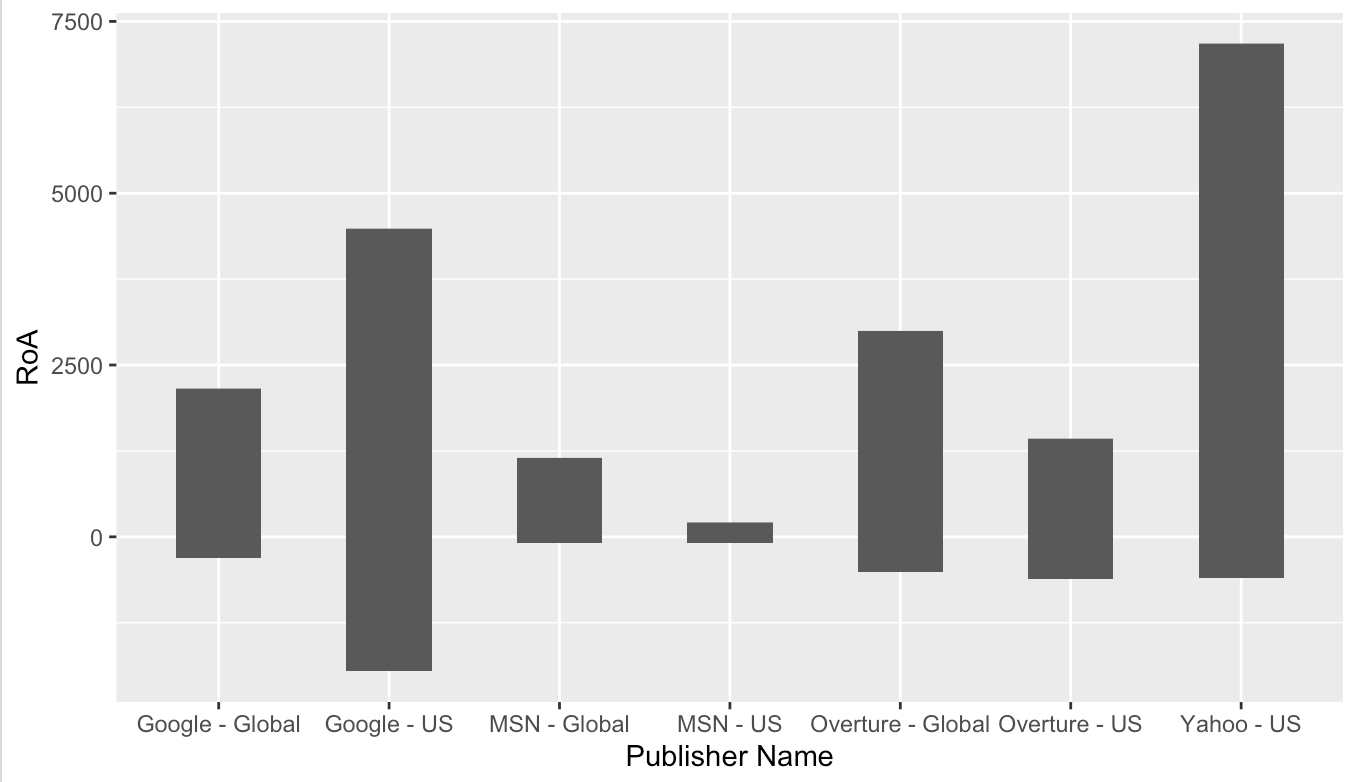 7500
5000
2500
0
RoA
Google - Global Google - US MSN - Global MSN - US Overture - Global Overture - US Yahoo - US
Publisher Name